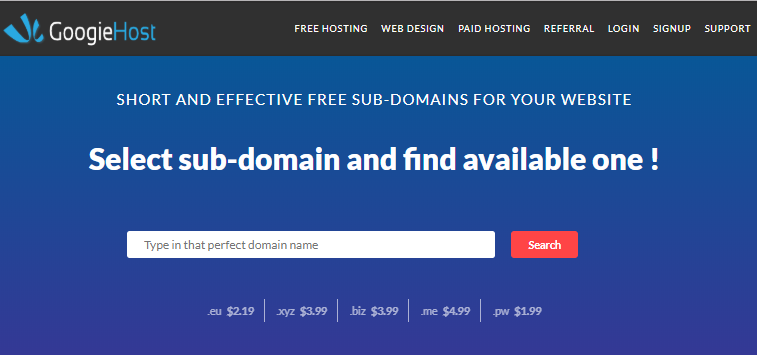 GoogieHost FREE HOSTING WEB DESIGN PAID HOSTING REFERRAL LOGIN SIGNUP SUPPORT
SHORT AND EFFECTIVE FREE SUB-DOMAINS FOR YOUR WEBSITE
Select sub-domain and find available one !
Type in that perfect domain name Search
.eu $2.19 .xyz $3.99 .biz $3.99 .me $4.99 .pw $1.99